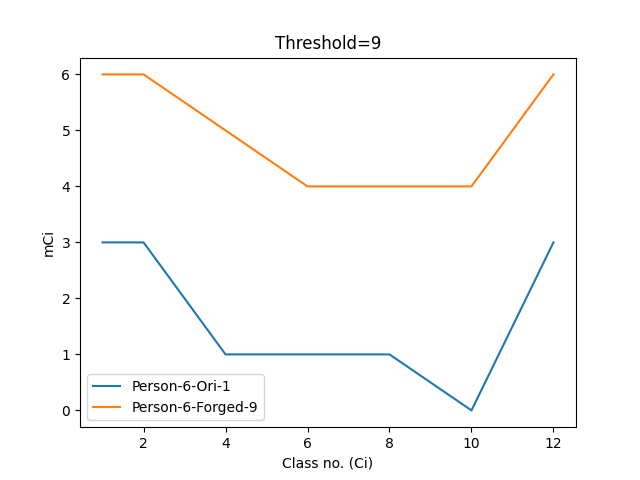 Threshold=9
6
5
4
3
2
1
0
mCi
Person-6-Ori-1
Person-6-Forged-9
2 4 6 8 10 12
Class no. (Ci)